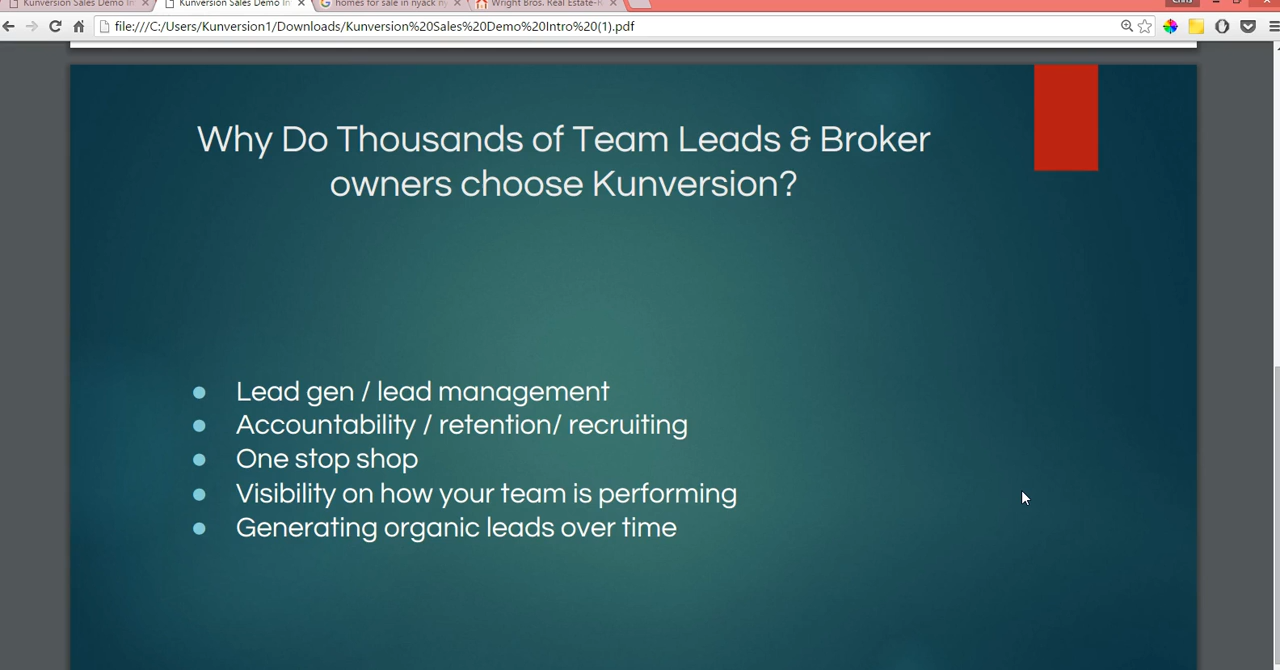 Kunversion Sales Demo In
Kunversion Sales Demo In
homes for sale in nyack ny
Wright Bros. Real Estate-R
Chris
file:///C:/Users/Kunversion1/Downloads/Kunversion%20Sales%20Demo%20Intro%20(1).pdf
Why Do Thousands of Team Leads & Broker
owners choose Kunversion?
Lead gen / lead management
Accountability / retention/ recruiting
One stop shop
Visibility on how your team is performing
Generating organic leads over time